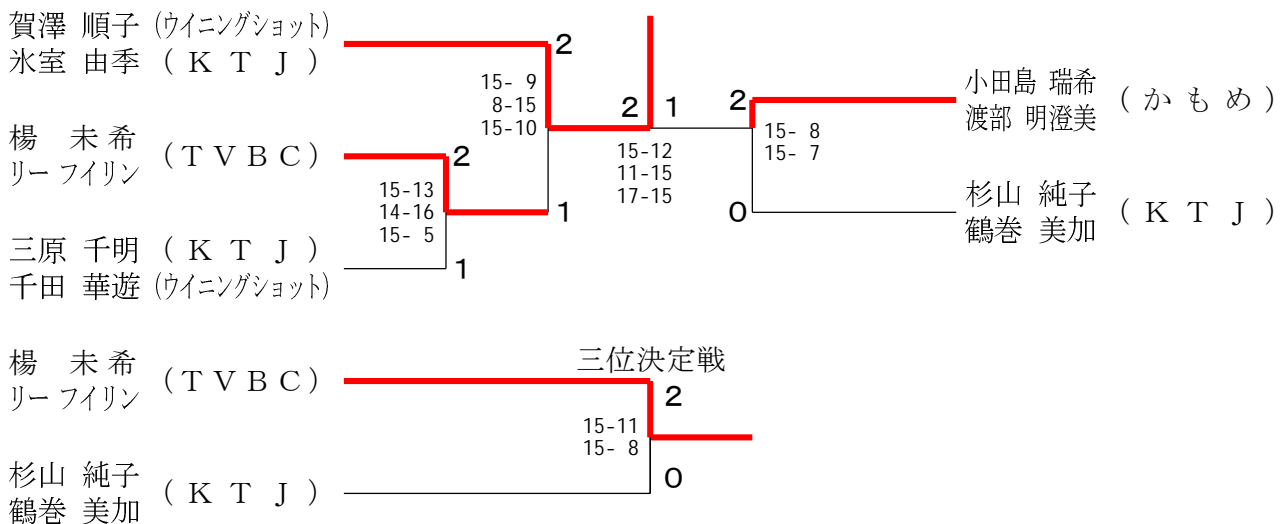 賀澤 順子 (ウイニングショット)
氷室 由季 (ＫＴＪ)
2
15- 9
8-15
15-10
楊 未希
リー フイリン
(ＴＶＢＣ)
2
15-13
14-16
15- 5
1
三原 千明 (ＫＴＪ)
千田 華遊 (ウイニングショット)
1
2
1
15-12
11-15
17-15
小田島 瑞希
渡部 明澄美
(かもめ)
2
15- 8
15- 7
杉山 純子
鶴巻 美加
(ＫＴＪ)
0
三位決定戦
楊 未希
リー フイリン
(ＴＶＢＣ)
2
15-11
15- 8
杉山 純子
鶴巻 美加
(ＫＴＪ)
0